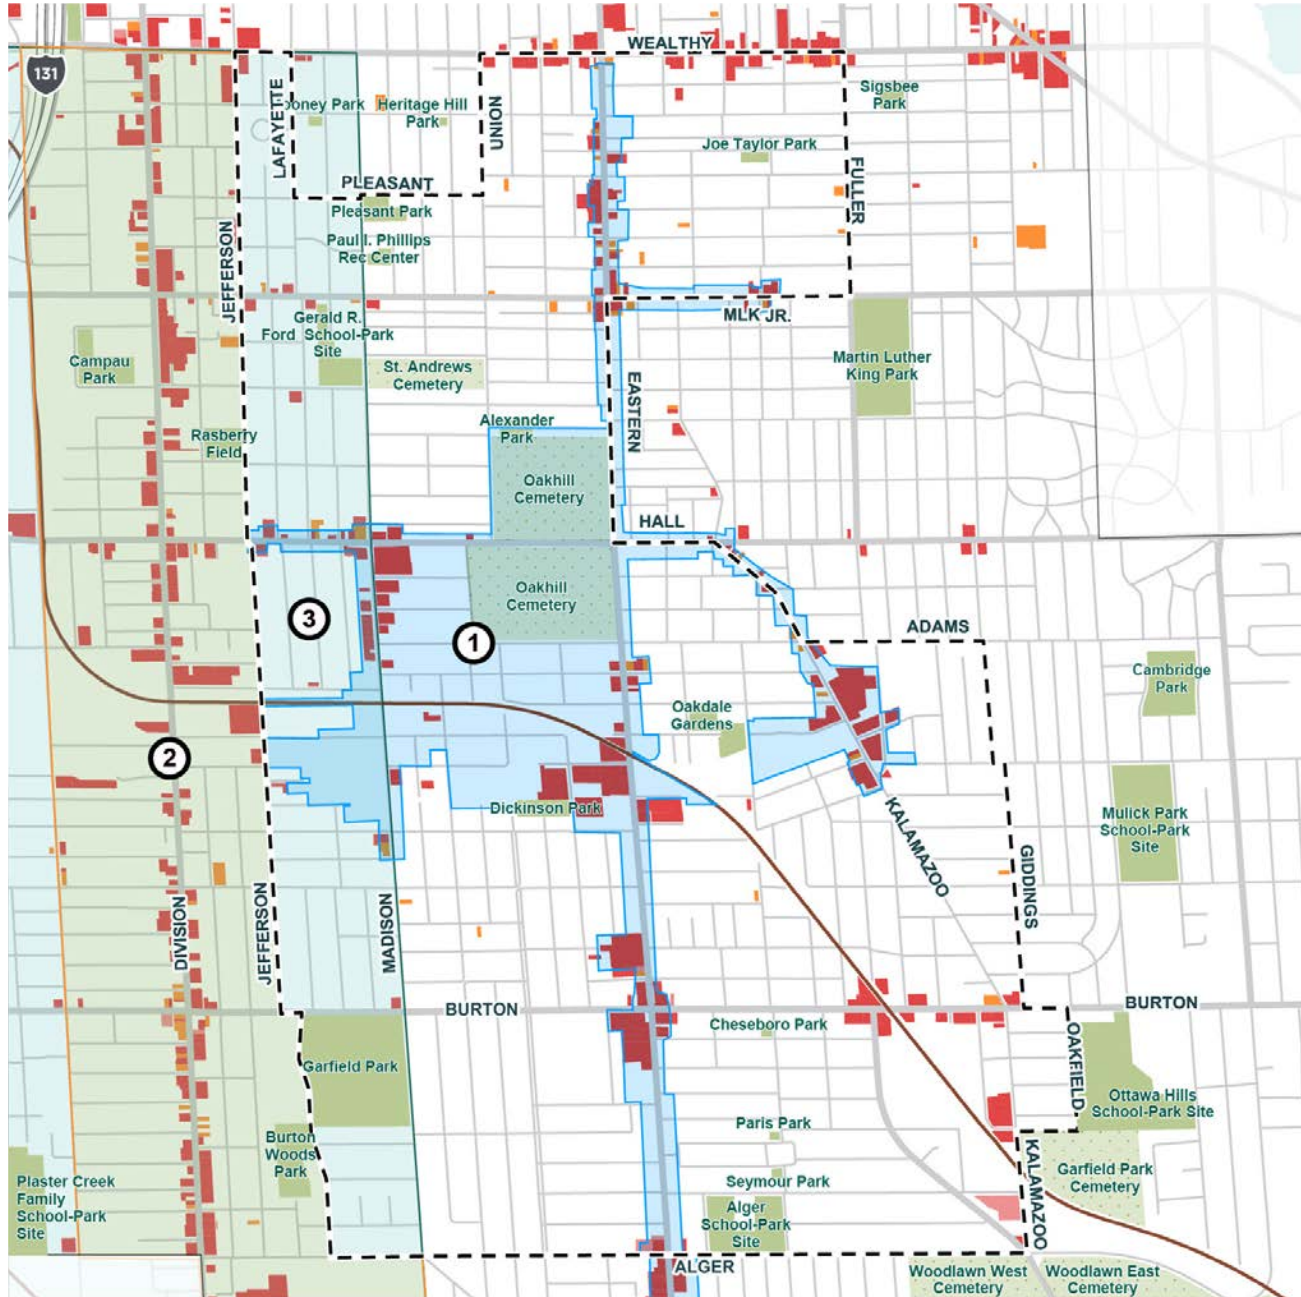 WEALTHY
131
LAFAYETTE
ooney Park
Heritage Hill
Park
UNION
Sigsbee
Park
Joe Taylor Park
FULLER
PLEASANT
Pleasant Park
Paul I. Phillips
Rec Center
JEFFERSON
MLK JR.
Gerald R.
Ford School-Park
Site
Campau
Park
St. Andrews
Cemetery
Martin Luther
King Park
EASTERN
Alexander
Park
Rasberry
Field
Oakhill
Cemetery
HALL
Oakhill
Cemetery
3
1
ADAMS
Cambridge
Park
Oakdale
Gardens
2
Dickinson Park
KALAMAZOO
Mulick Park
School-Park
Site
GIDDINGS
DIVISION
JEFFERSON
MADISON
BURTON
BURTON
Cheseboro Park
OAKFIELD
Garfield Park
Ottawa Hills
School-Park Site
Paris Park
Burton
Woods
Park
KALAMAZOO
Garfield Park
Cemetery
Plaster Creek
Family
School-Park
Site
Seymour Park
Alger
School-Park
Site
ALGER
Woodlawn West
Cemetery
Woodlawn East
Cemetery